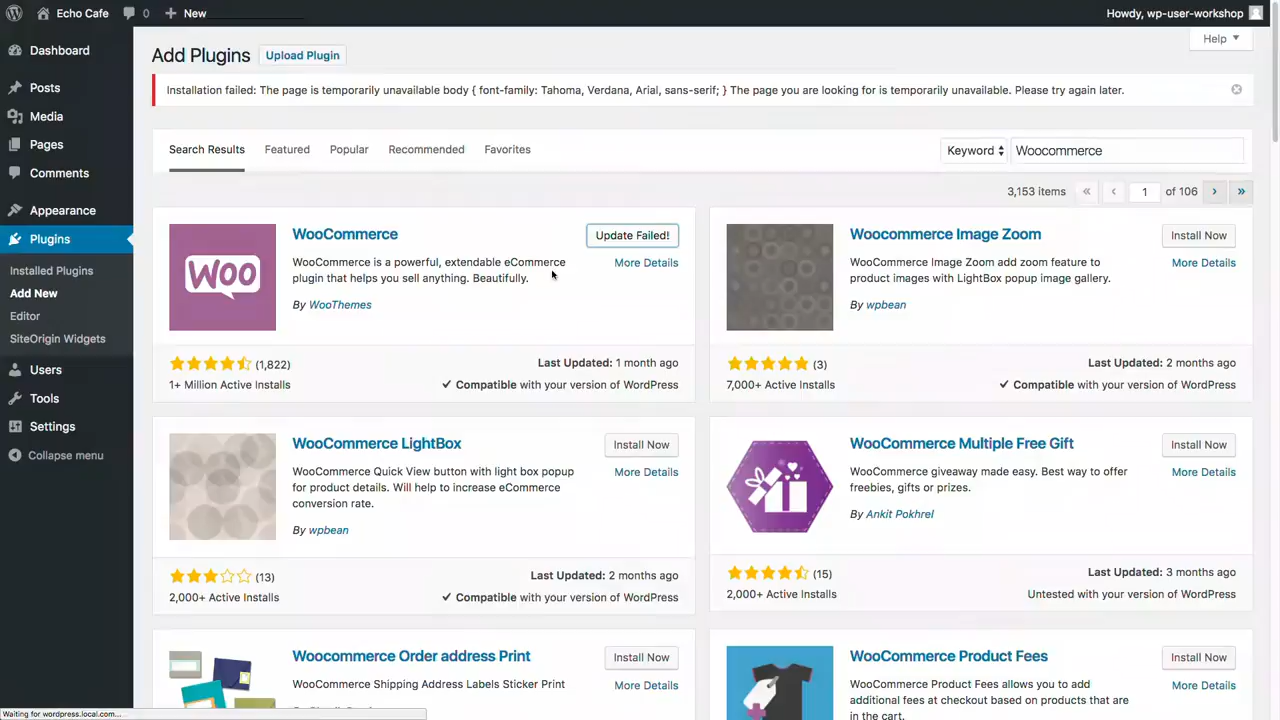 Echo Cafe
0
New
Howdy, wp-user-workshop
Dashboard
Posts
Media
Pages
Comments
Appearance
Plugins
Installed Plugins
Add New
Editor
SiteOrigin Widgets
Users
Tools
Settings
Collapse menu
Add Plugins
Upload Plugin
Help
Installation failed: The page is temporarily unavailable body { font-family: Tahoma, Verdana, Arial, sans-serif; } The page you are looking for is temporarily unavailable. Please try again later.
Search Results
Featured
Popular
Recommended
Favorites
Keyword
Woocommerce
3,153 items
«
‹
1
of 106
›
»
WOO
WooCommerce
Update Failed!
WooCommerce is a powerful, extendable eCommerce
More Details
plugin that helps you sell anything. Beautifully.
By WooThemes
(1,822)
Last Updated: 1 month ago
1+ Million Active Installs
✓ Compatible with your version of WordPress
Woocommerce Image Zoom
Install Now
WooCommerce Image Zoom add zoom feature to
More Details
product images with LightBox popup image gallery.
By wpbean
(3)
Last Updated: 2 months ago
7,000+ Active Installs
✓ Compatible with your version of WordPress
WooCommerce LightBox
Install Now
WooCommerce Quick View button with light box popup
More Details
for product details. Will help to increase eCommerce
conversion rate.
By wpbean
(13)
Last Updated: 2 months ago
2,000+ Active Installs
✓ Compatible with your version of WordPress
WooCommerce Multiple Free Gift
Install Now
WooCommerce giveaway made easy. Best way to offer
More Details
freebies, gifts or prizes.
By Ankit Pokhrel
(15)
Last Updated: 3 months ago
2,000+ Active Installs
Untested with your version of WordPress
Woocommerce Order address Print
Install Now
WooCommerce Shipping Address Labels Sticker Print
More Details
WooCommerce Product Fees
Install Now
WooCommerce Product Fees allows you to add
More Details
additional fees at checkout based on products that are
in the cart.
Waiting for wordpress.local.com...